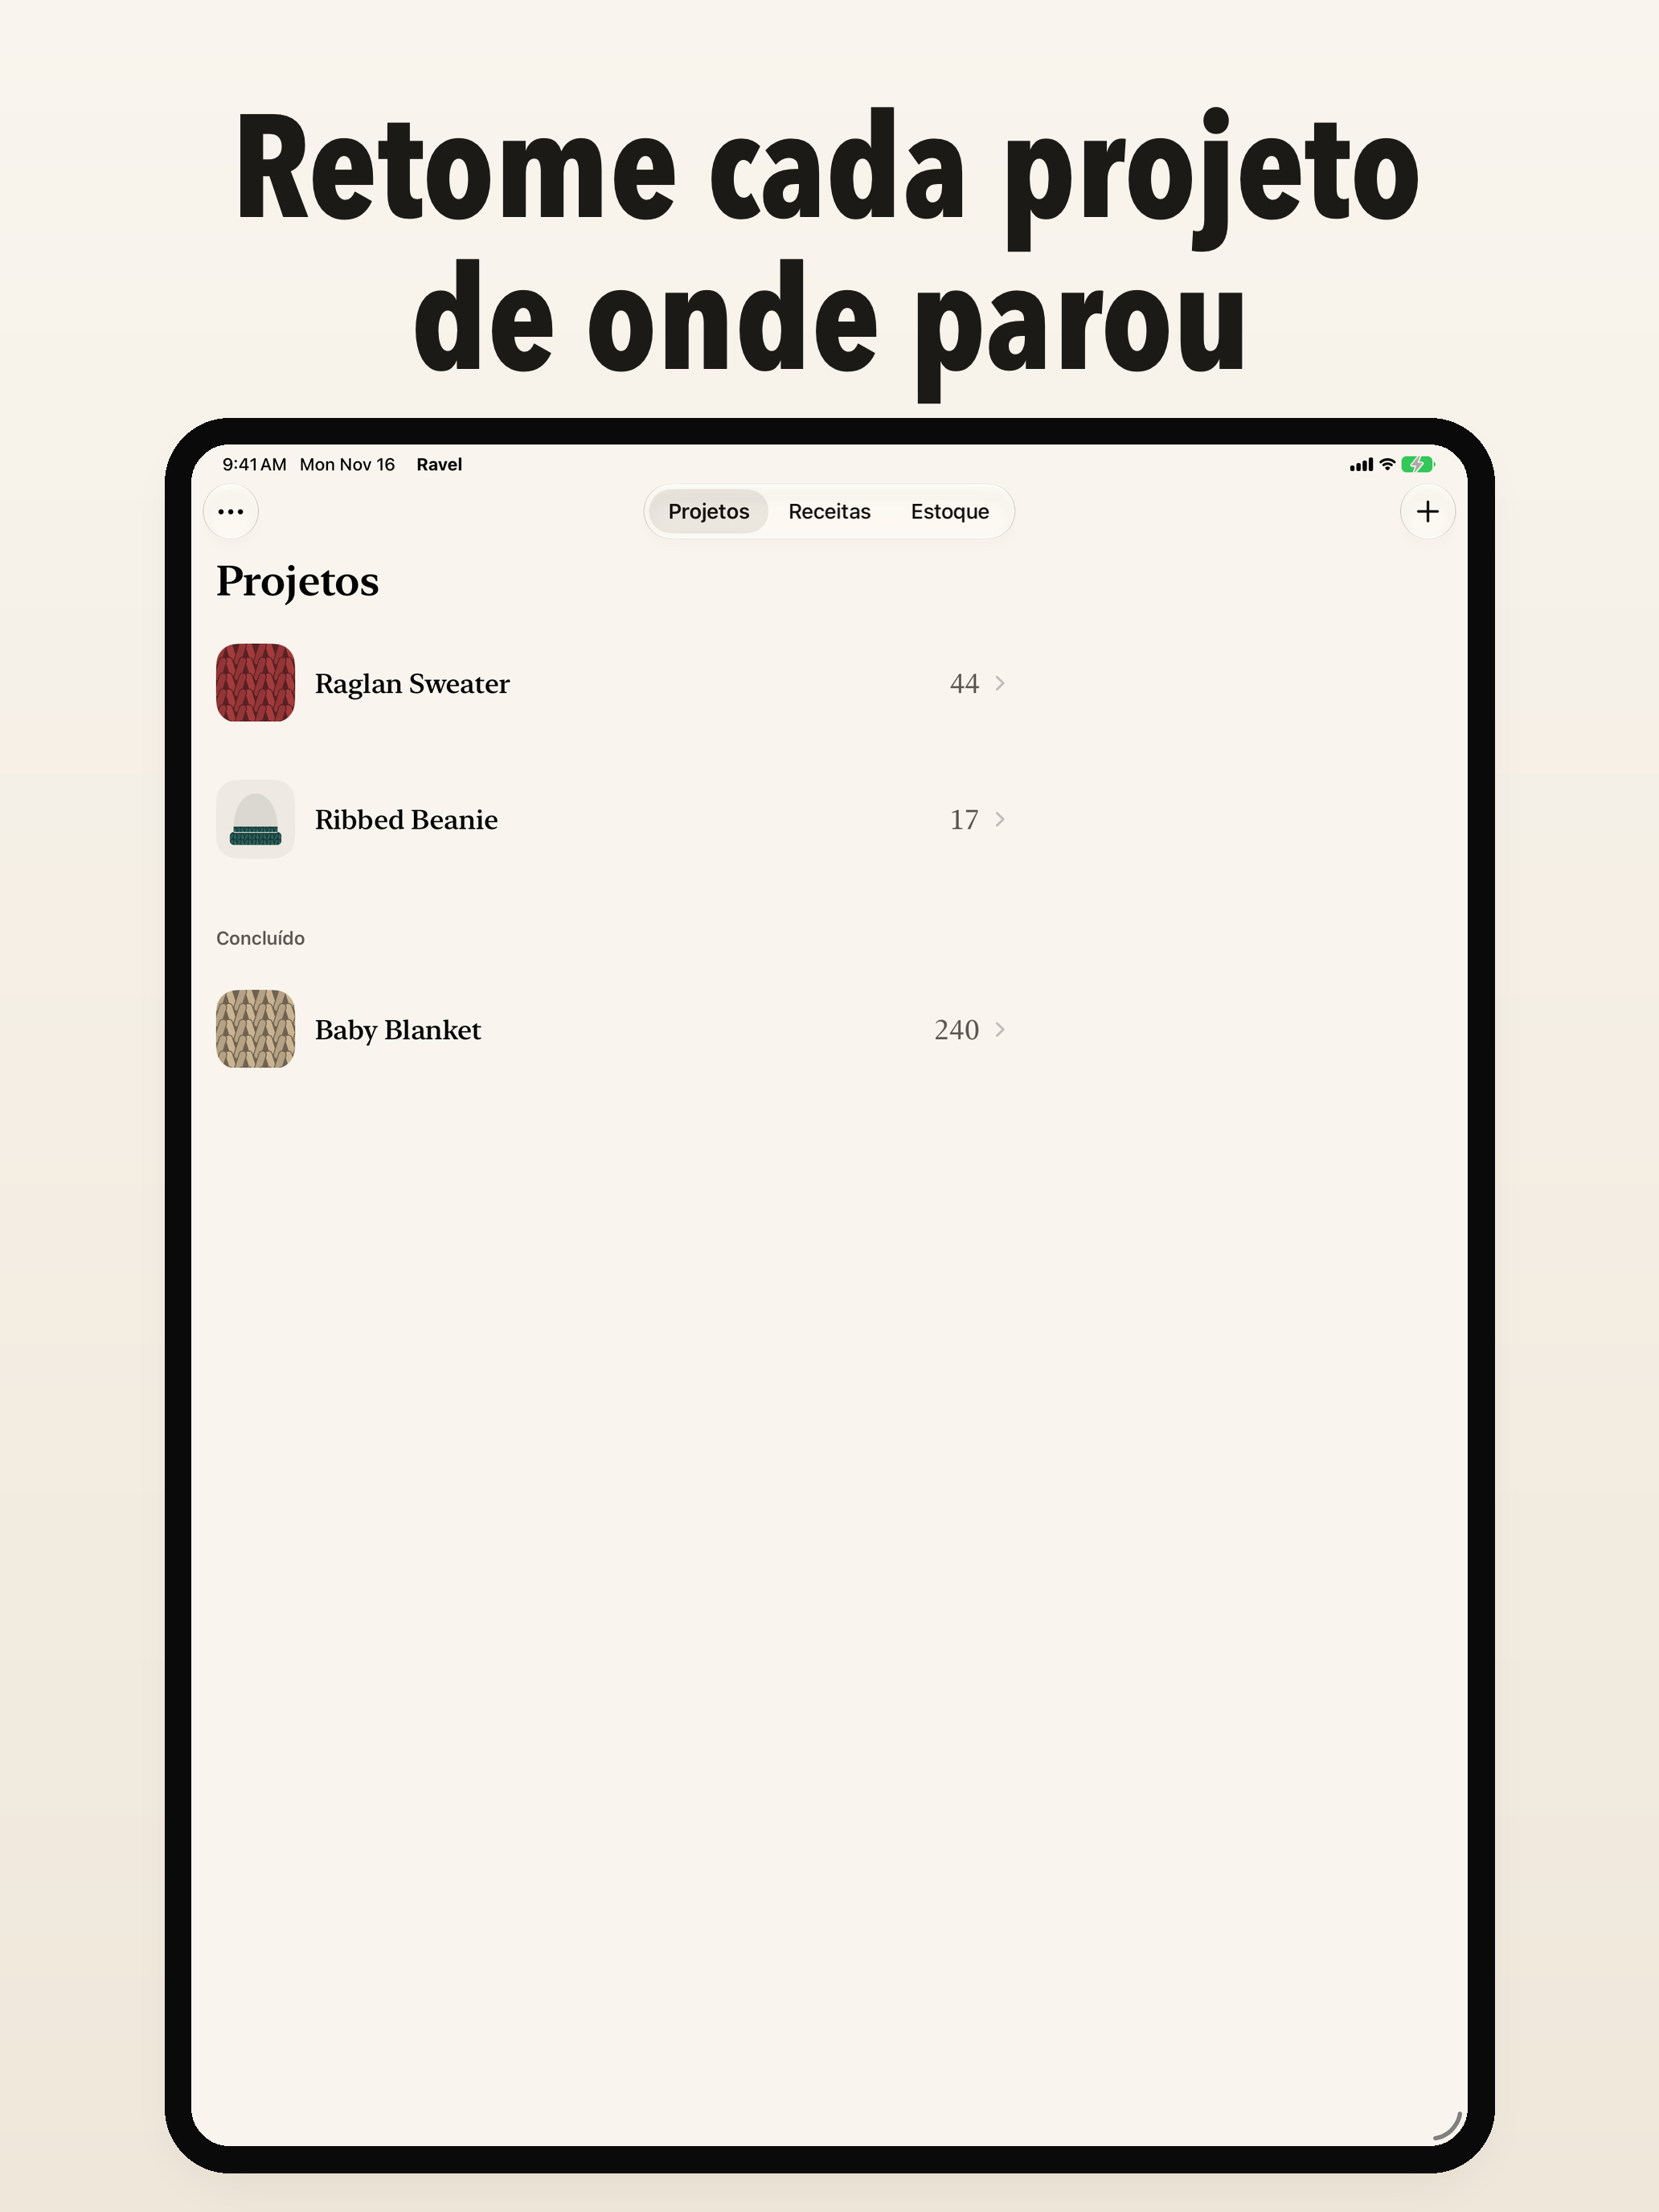 Retome cada projeto
de onde parou
9:41 AM Mon Nov 16 Ravel
Projetos Receitas Estoque
Projetos
Raglan Sweater 44
Ribbed Beanie 17
Concluído
Baby Blanket 240